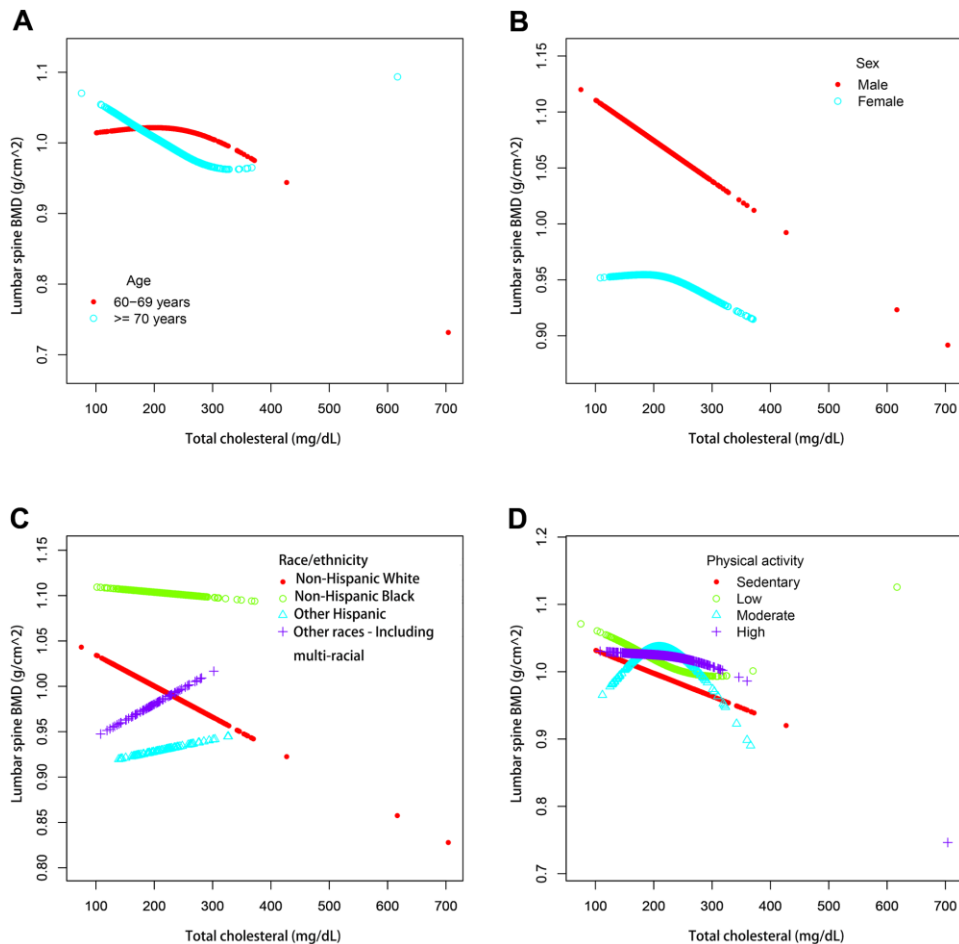 A
Lumbar spine BMD (g/cm^2)
1.1
1.0
0.9
0.8
0.7
Age
60−69 years
>= 70 years
100 200 300 400 500 600 700
Total cholesteral (mg/dL)
B
Lumbar spine BMD (g/cm^2)
1.15
1.10
1.05
1.00
0.95
0.90
Sex
Male
Female
100 200 300 400 500 600 700
Total cholesteral (mg/dL)
C
Lumbar spine BMD (g/cm^2)
1.15
1.10
1.05
1.00
0.95
0.90
0.85
0.80
Race/ethnicity
Non-Hispanic White
Non-Hispanic Black
Other Hispanic
Other races - Including
multi-racial
100 200 300 400 500 600 700
Total cholesteral (mg/dL)
D
Lumbar spine BMD (g/cm^2)
1.2
1.1
1.0
0.9
0.8
0.7
Physical activity
Sedentary
Low
Moderate
High
100 200 300 400 500 600 700
Total cholesteral (mg/dL)